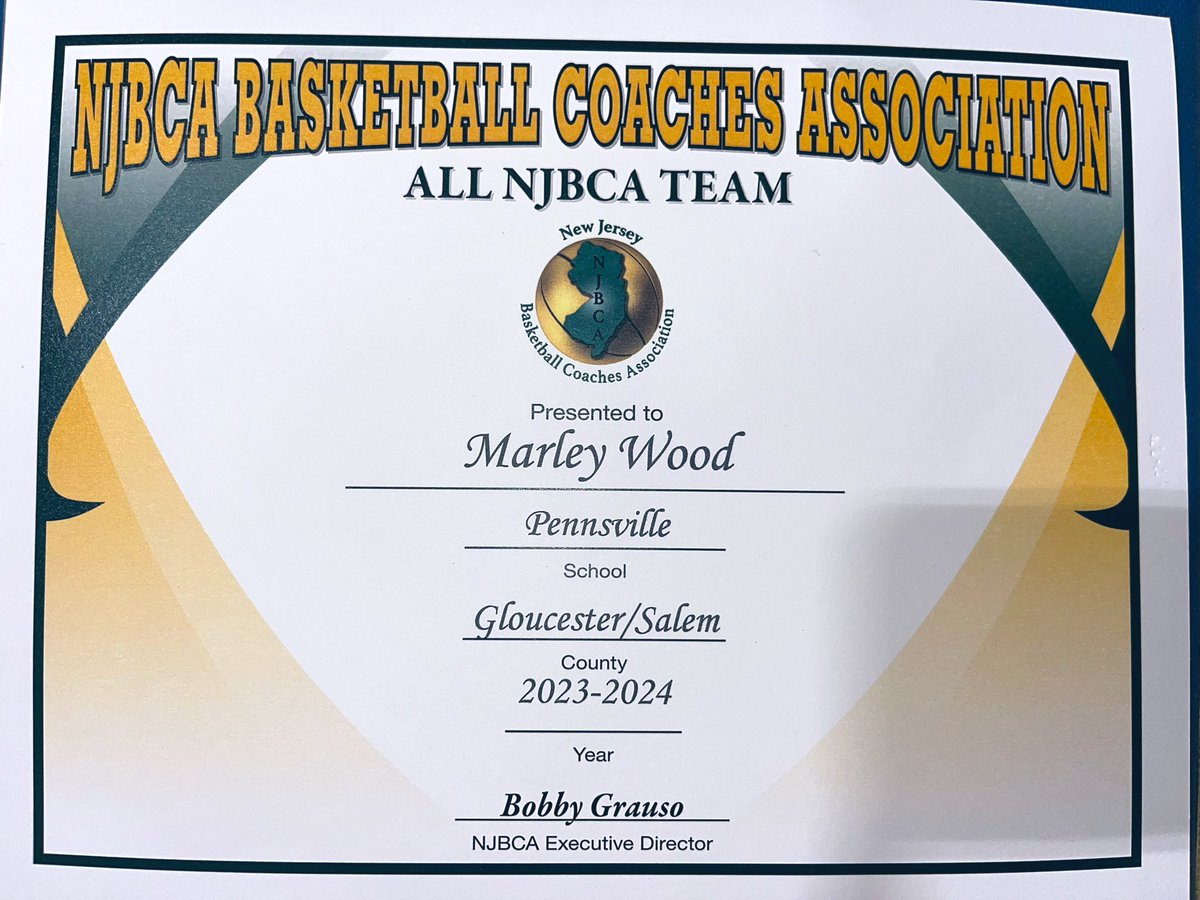 NJBCA BASKETBALL COACHES ASSOCIATION
ALL NJBCA TEAM
New Jersey
NJBCA
Basketball Coaches Association
Presented to
Marley Wood
Pennsville
School
Gloucester/Salem
County
2023-2024
Year
Bobby Grauso
NJBCA Executive Director